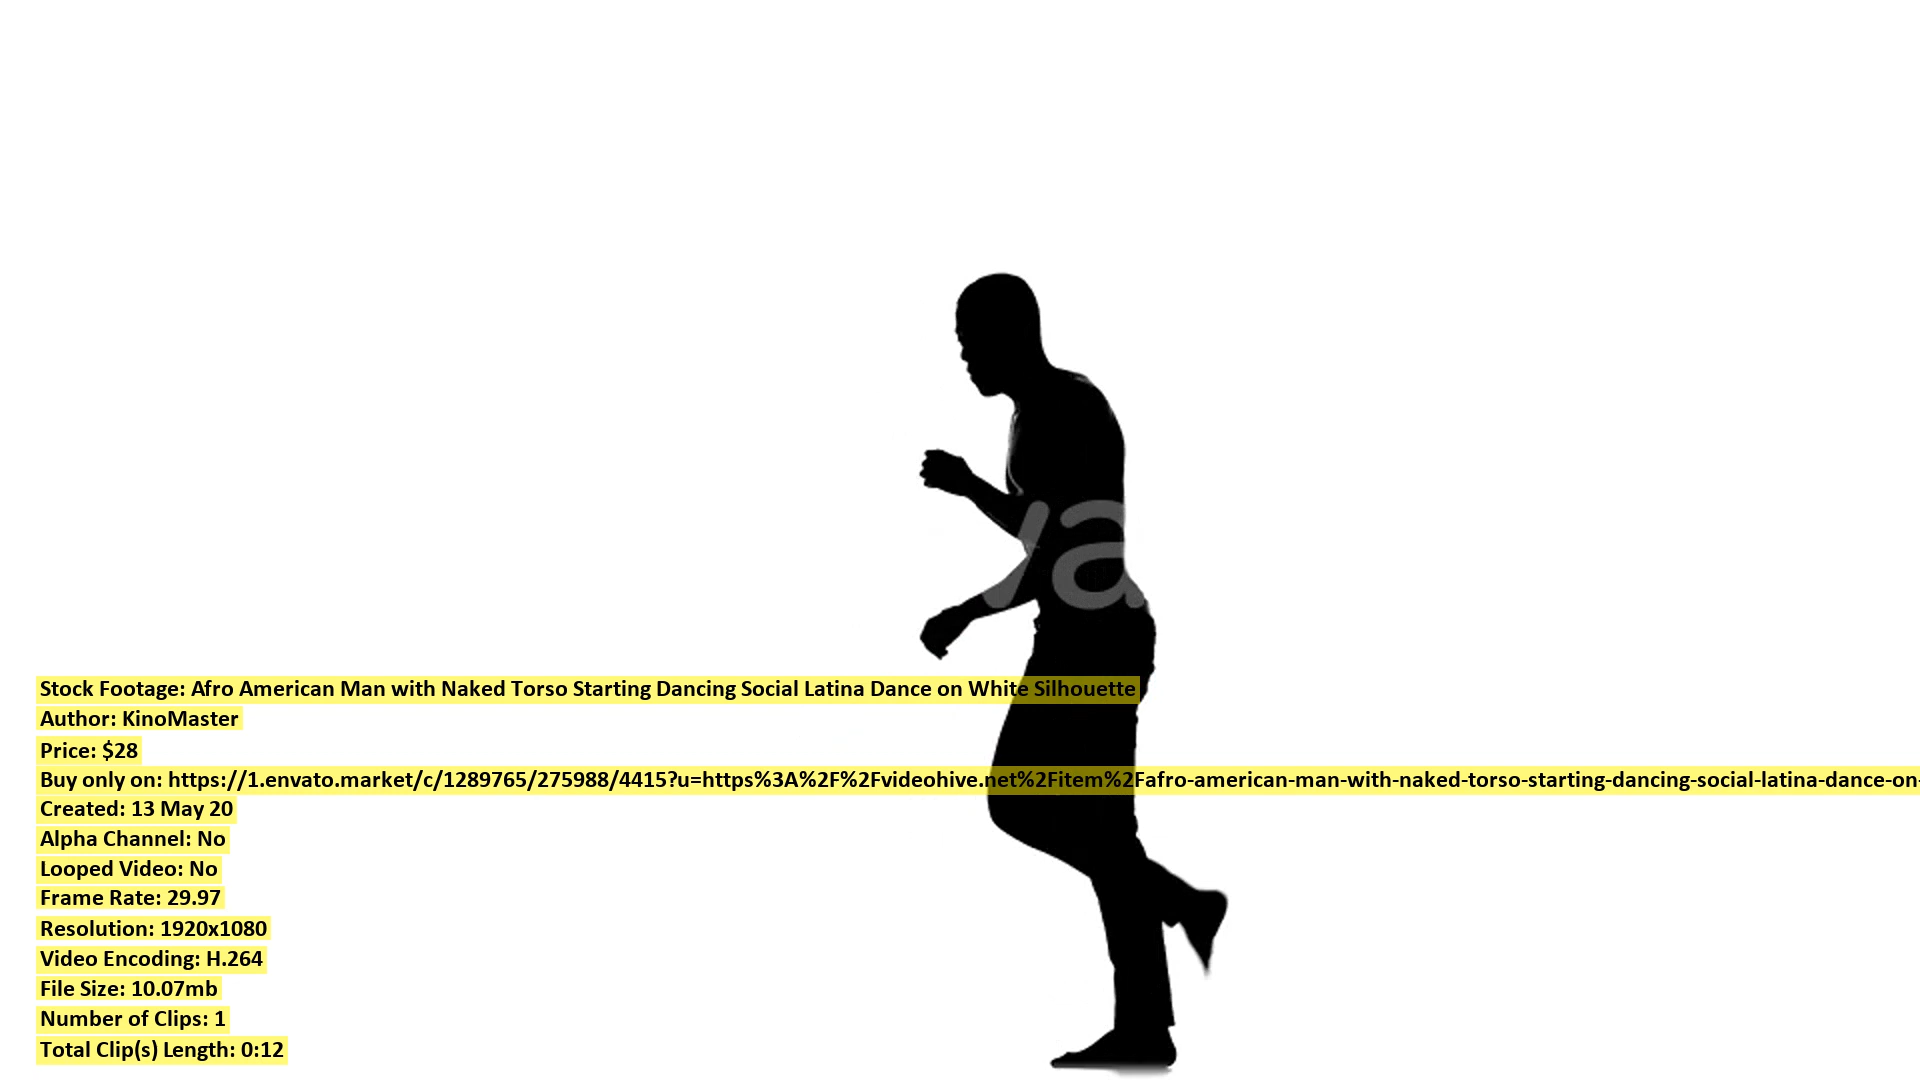 va
Stock Footage: Afro American Man with Naked Torso Starting Dancing Social Latina Dance on White Silhouette
Author: KinoMaster
Price: $28
Buy only on: https://1.envato.market/c/1289765/275988/4415?u=https%3A%2F%2Fvideohive.net%2Fitem%2Fafro-american-man-with-naked-torso-starting-dancing-social-latina-dance-on-
Created: 13 May 20
Alpha Channel: No
Looped Video: No
Frame Rate: 29.97
Resolution: 1920x1080
Video Encoding: H.264
File Size: 10.07mb
Number of Clips: 1
Total Clip(s) Length: 0:12